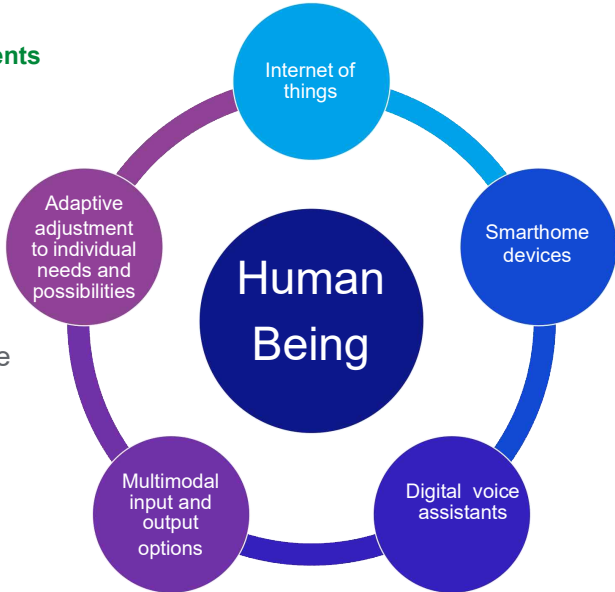 ents
Internet of
things
Adaptive
adjustment
to individual
needs and
possibilities
Smarthome
devices
Human
Being
e
Multimodal
input and
output
options
Digital voice
assistants